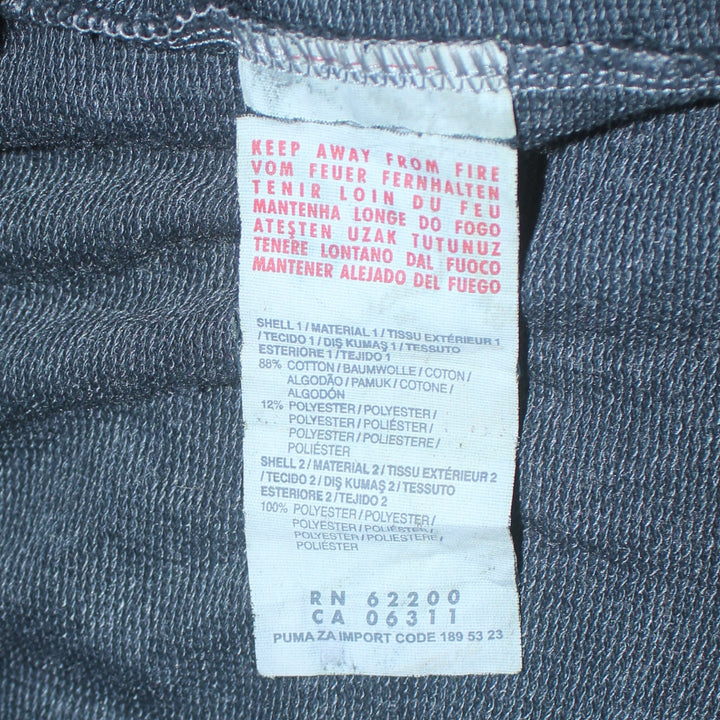 KEEP AWAY FROM FIRE
VOM FEUER FERNHALTEN
TENIR LOIN DU FEU
MANTENHA LONGE DO FOGO
ATEŞTEN UZAK TUTUNUZ
TENERE LONTANO DAL FUOCO
MANTENER ALEJADO DEL FUEGO
SHELL 1 / MATERIAL 1 / TISSU EXTÉRIEUR 1
/ TECIDO 1 / DIŞ KUMAŞ 1 / TESSUTO
ESTERIORE 1 / TEJIDO 1
88% COTTON / BAUMWOLLE / COTON /
ALGODÃO / PAMUK / COTONE /
ALGODÓN
12% POLYESTER / POLYESTER /
POLYESTER / POLIÉSTER /
POLYESTER / POLIESTERE /
POLIÉSTER
SHELL 2 / MATERIAL 2 / TISSU EXTÉRIEUR 2
/ TECIDO 2 / DIŞ KUMAŞ 2 / TESSUTO
ESTERIORE 2 / TEJIDO 2
100% POLYESTER / POLYESTER /
POLYESTER / POLIÉSTER /
POLYESTER / POLIESTERE /
POLIÉSTER
RN 62200
CA 06311
PUMA ZA IMPORT CODE 189 53 23